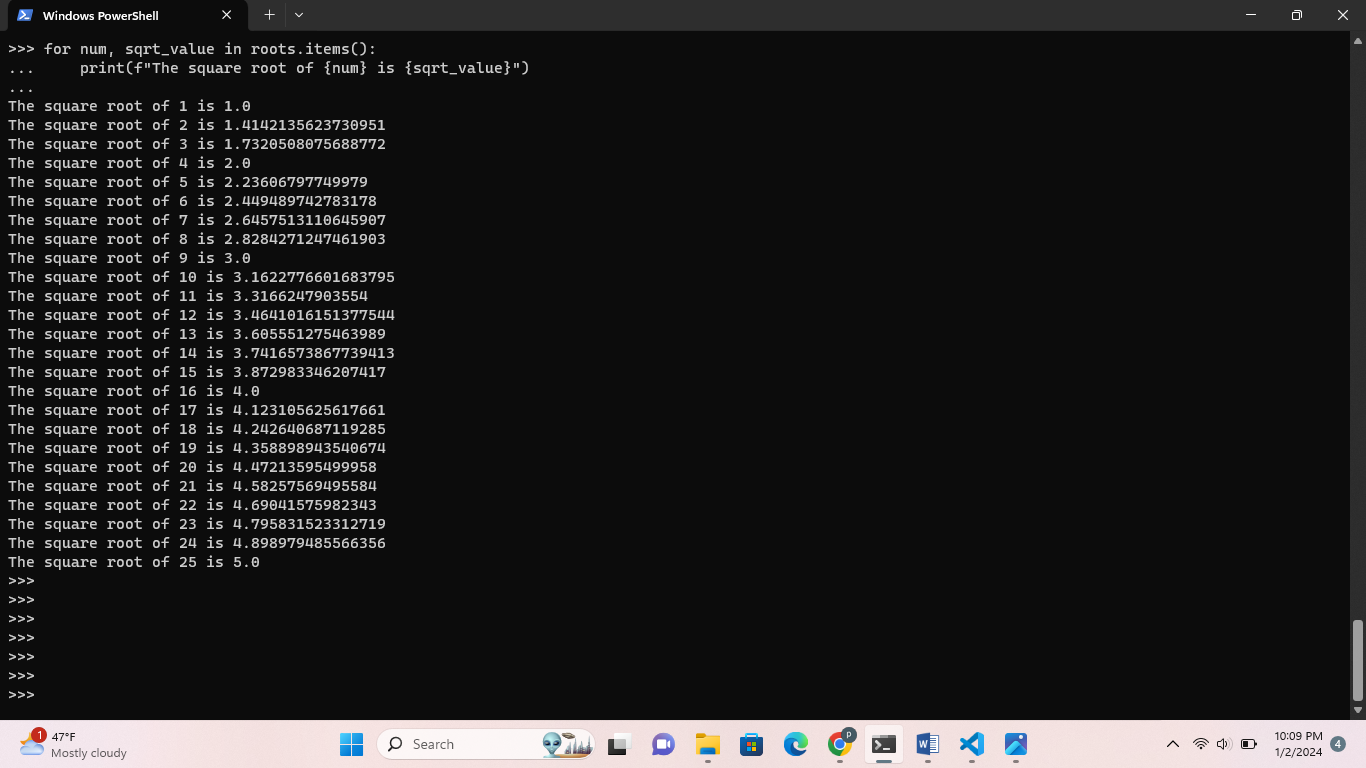 Windows PowerShell
>>> for num, sqrt_value in roots.items():
...     print(f"The square root of {num} is {sqrt_value}")
...
The square root of 1 is 1.0
The square root of 2 is 1.4142135623730951
The square root of 3 is 1.7320508075688772
The square root of 4 is 2.0
The square root of 5 is 2.23606797749979
The square root of 6 is 2.449489742783178
The square root of 7 is 2.6457513110645907
The square root of 8 is 2.8284271247461903
The square root of 9 is 3.0
The square root of 10 is 3.1622776601683795
The square root of 11 is 3.3166247903554
The square root of 12 is 3.4641016151377544
The square root of 13 is 3.605551275463989
The square root of 14 is 3.7416573867739413
The square root of 15 is 3.872983346207417
The square root of 16 is 4.0
The square root of 17 is 4.123105625617661
The square root of 18 is 4.242640687119285
The square root of 19 is 4.358898943540674
The square root of 20 is 4.47213595499958
The square root of 21 is 4.58257569495584
The square root of 22 is 4.69041575982343
The square root of 23 is 4.795831523312719
The square root of 24 is 4.898979485566356
The square root of 25 is 5.0
>>>
>>>
>>>
>>>
>>>
>>>
>>>
1
47°F
Mostly cloudy
Search
P
W
10:09 PM
1/2/2024
4